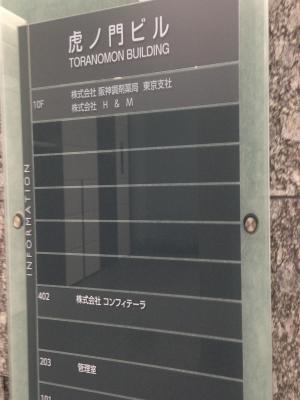 虎ノ門ビル
TORANOMON BUILDING
10F 株式会社 阪神調剤薬局 東京支社
株式会社 H & M
INFORMATION
402 株式会社 コンフィテーラ
203 管理室
101